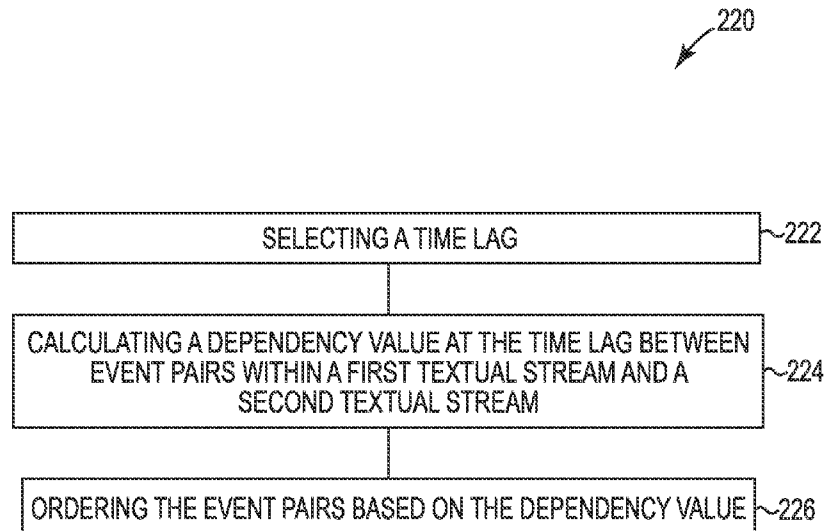 220
SELECTING A TIME LAG
222
CALCULATING A DEPENDENCY VALUE AT THE TIME LAG BETWEEN
EVENT PAIRS WITHIN A FIRST TEXTUAL STREAM AND A
SECOND TEXTUAL STREAM
224
ORDERING THE EVENT PAIRS BASED ON THE DEPENDENCY VALUE
226